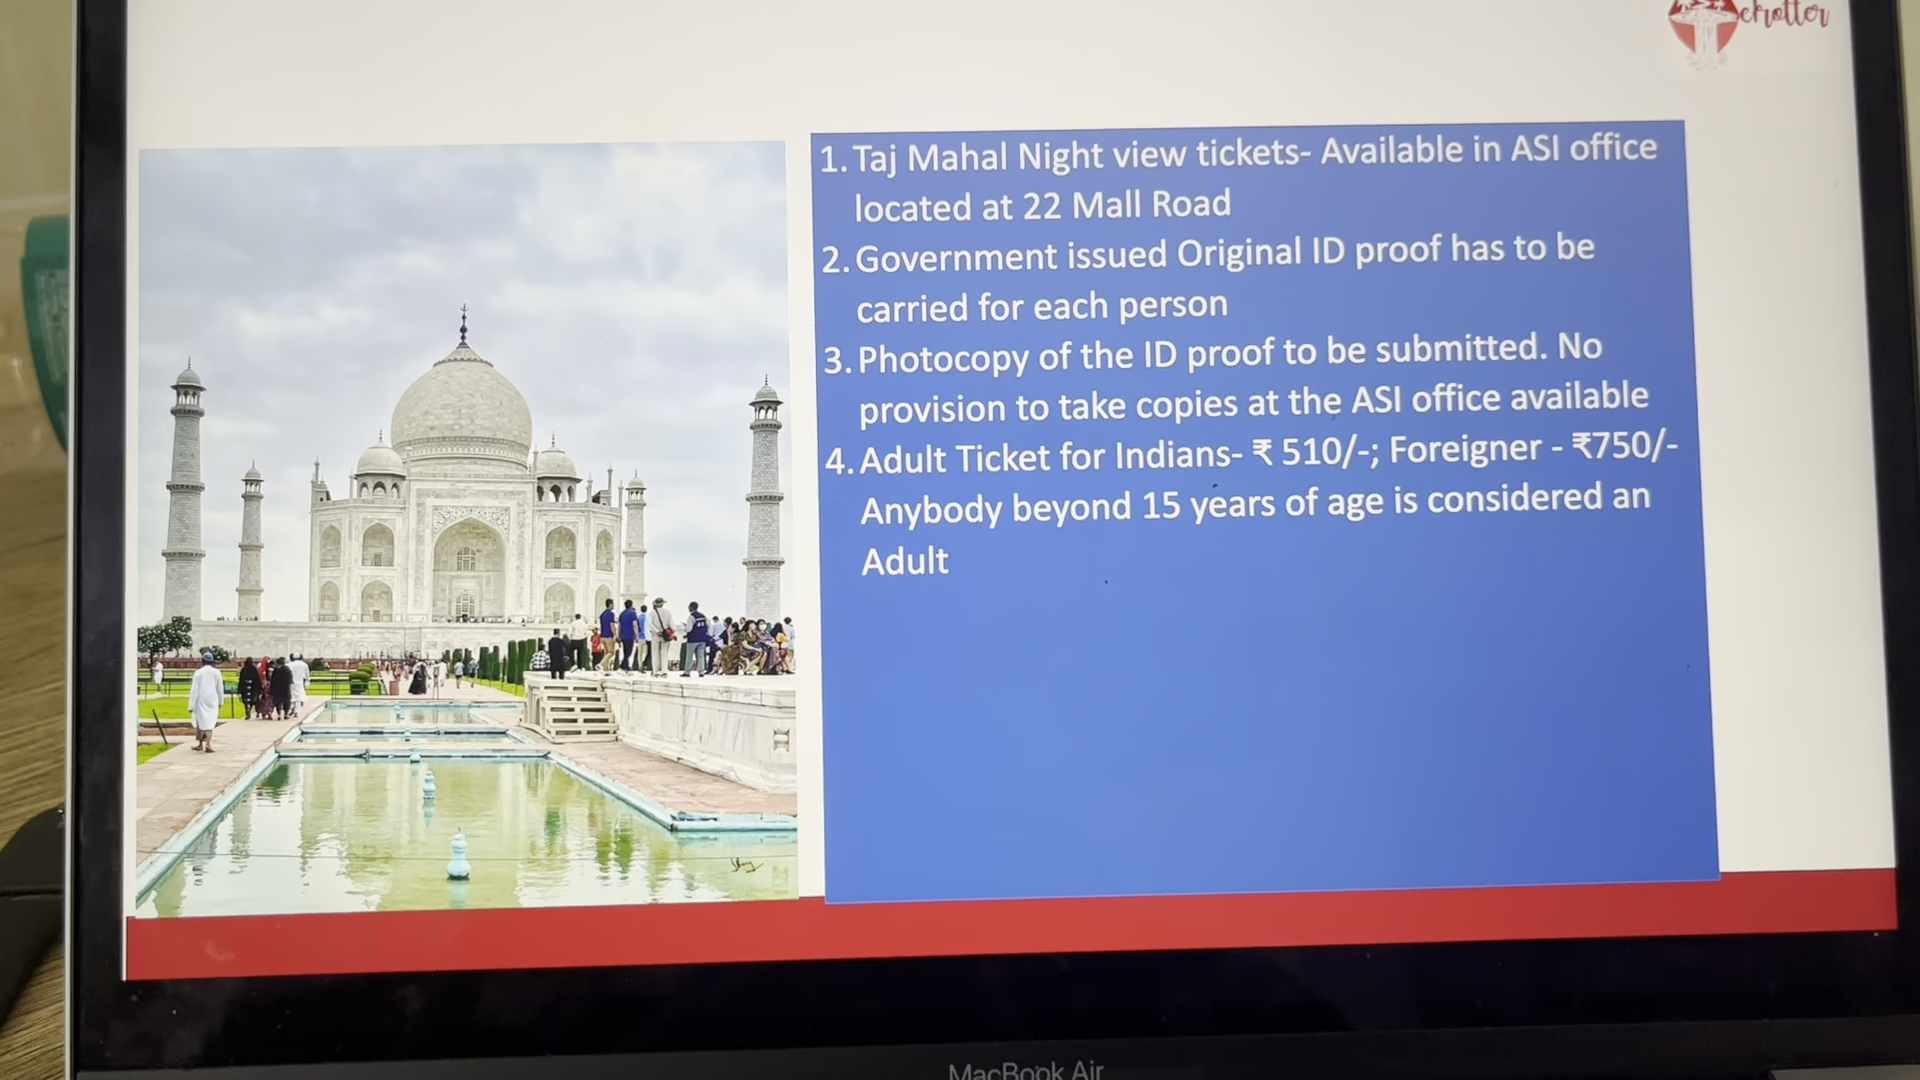 1. Taj Mahal Night view tickets- Available in ASI office
located at 22 Mall Road
2. Government issued Original ID proof has to be
carried for each person
3. Photocopy of the ID proof to be submitted. No
provision to take copies at the ASI office available
4. Adult Ticket for Indians- ₹ 510/-; Foreigner - ₹750/-
Anybody beyond 15 years of age is considered an
Adult
MacBook Air